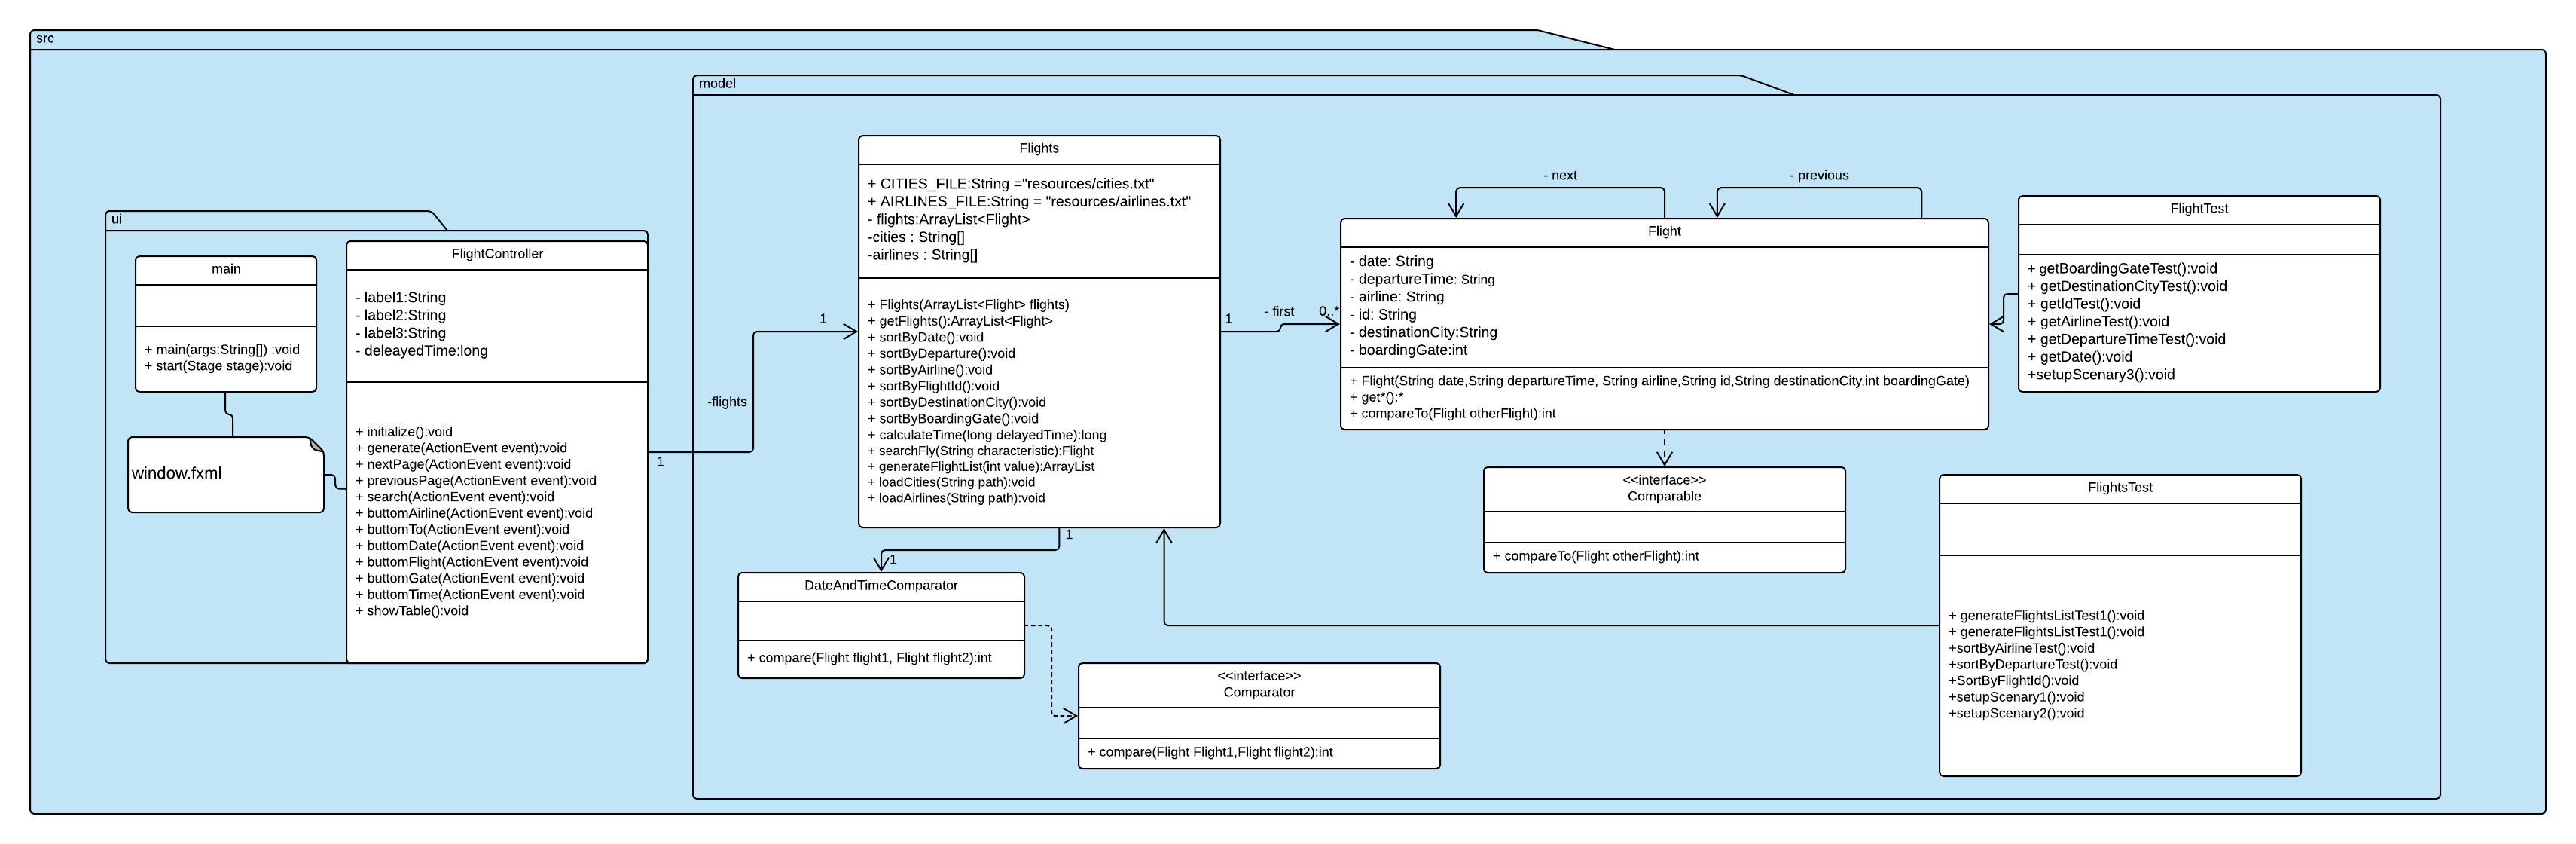 src
model
ui
main
+ main(args:String[]) :void
+ start(Stage stage):void
window.fxml
FlightController
- label1:String
- label2:String
- label3:String
- deleayedTime:long
+ initialize():void
+ generate(ActionEvent event):void
+ nextPage(ActionEvent event):void
+ previousPage(ActionEvent event):void
+ search(ActionEvent event):void
+ buttomAirline(ActionEvent event):void
+ buttomTo(ActionEvent event):void
+ buttomDate(ActionEvent event):void
+ buttomFlight(ActionEvent event):void
+ buttomGate(ActionEvent event):void
+ buttomTime(ActionEvent event):void
+ showTable():void
1
-flights
1
Flights
+ CITIES_FILE:String ="resources/cities.txt"
+ AIRLINES_FILE:String = "resources/airlines.txt"
- flights:ArrayList<Flight>
-cities : String[]
-airlines : String[]
+ Flights(ArrayList<Flight> flights)
+ getFlights():ArrayList<Flight>
+ sortByDate():void
+ sortByDeparture():void
+ sortByAirline():void
+ sortByFlightId():void
+ sortByDestinationCity():void
+ sortByBoardingGate():void
+ calculateTime(long delayedTime):long
+ searchFly(String characteristic):Flight
+ generateFlightList(int value):ArrayList
+ loadCities(String path):void
+ loadAirlines(String path):void
1
- first
0..*
1
1
DateAndTimeComparator
+ compare(Flight flight1, Flight flight2):int
<<interface>>
Comparator
+ compare(Flight Flight1,Flight flight2):int
- next
- previous
Flight
- date: String
- departureTime: String
- airline: String
- id: String
- destinationCity:String
- boardingGate:int
+ Flight(String date,String departureTime, String airline,String id,String destinationCity,int boardingGate)
+ get*():*
+ compareTo(Flight otherFlight):int
<<interface>>
Comparable
+ compareTo(Flight otherFlight):int
FlightTest
+ getBoardingGateTest():void
+ getDestinationCityTest():void
+ getIdTest():void
+ getAirlineTest():void
+ getDepartureTimeTest():void
+ getDate():void
+setupScenary3():void
FlightsTest
+ generateFlightsListTest1():void
+ generateFlightsListTest1():void
+sortByAirlineTest():void
+sortByDepartureTest():void
+SortByFlightId():void
+setupScenary1():void
+setupScenary2():void